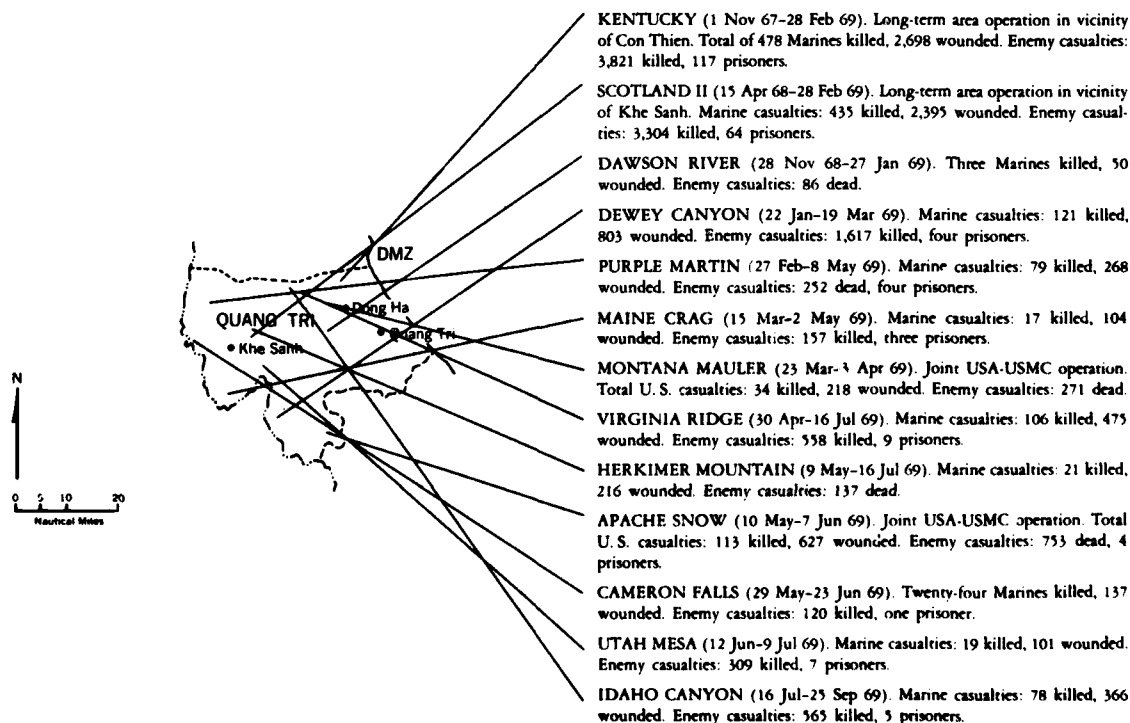 KENTUCKY (1 Nov 67-28 Feb 69). Long-term area operation in vicinity
of Con Thien. Total of 478 Marines killed, 2,698 wounded. Enemy casualties:
3,821 killed, 117 prisoners.
SCOTLAND II (15 Apr 68-28 Feb 69). Long-term area operation in vicinity
of Khe Sanh. Marine casualties: 435 killed, 2,395 wounded. Enemy casual-
ties: 3,304 killed, 64 prisoners.
DAWSON RIVER (28 Nov 68-27 Jan 69). Three Marines killed, 50
wounded. Enemy casualties: 86 dead.
DEWEY CANYON (22 Jan-19 Mar 69). Marine casualties: 121 killed,
803 wounded. Enemy casualties: 1,617 killed, four prisoners.
PURPLE MARTIN (27 Feb-8 May 69). Marine casualties: 79 killed, 268
wounded. Enemy casualties: 252 dead, four prisoners.
MAINE CRAG (15 Mar-2 May 69). Marine casualties: 17 killed, 104
wounded. Enemy casualties: 157 killed, three prisoners.
MONTANA MAULER (23 Mar-3 Apr 69). Joint USA-USMC operation.
Total U.S. casualties: 34 killed, 218 wounded. Enemy casualties: 271 dead.
VIRGINIA RIDGE (30 Apr-16 Jul 69). Marine casualties: 106 killed, 475
wounded. Enemy casualties: 558 killed, 9 prisoners.
HERKIMER MOUNTAIN (9 May-16 Jul 69). Marine casualties: 21 killed,
216 wounded. Enemy casualties: 137 dead.
APACHE SNOW (10 May-7 Jun 69). Joint USA-USMC operation. Total
U.S. casualties: 113 killed, 627 wounded. Enemy casualties: 753 dead, 4
prisoners.
CAMERON FALLS (29 May-23 Jun 69). Twenty-four Marines killed, 137
wounded. Enemy casualties: 120 killed, one prisoner.
UTAH MESA (12 Jun-9 Jul 69). Marine casualties: 19 killed, 101 wounded.
Enemy casualties: 309 killed, 7 prisoners.
IDAHO CANYON (16 Jul-25 Sep 69). Marine casualties: 78 killed, 366
wounded. Enemy casualties: 565 killed, 5 prisoners.
DMZ
Dong Ha
QUANG TRI
Quang Tri
Khe Sanh
N
0 5 10 20
Nautical Miles